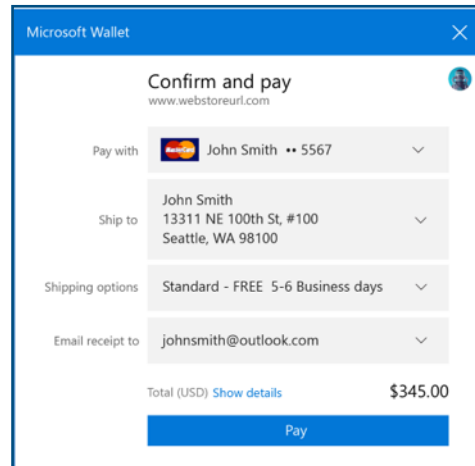 Microsoft Wallet
Confirm and pay
www.webstoreurl.com
Pay with
MasterCard
John Smith •• 5567
Ship to
John Smith
13311 NE 100th St, #100
Seattle, WA 98100
Shipping options
Standard - FREE 5-6 Business days
Email receipt to
johnsmith@outlook.com
Total (USD) Show details $345.00
Pay